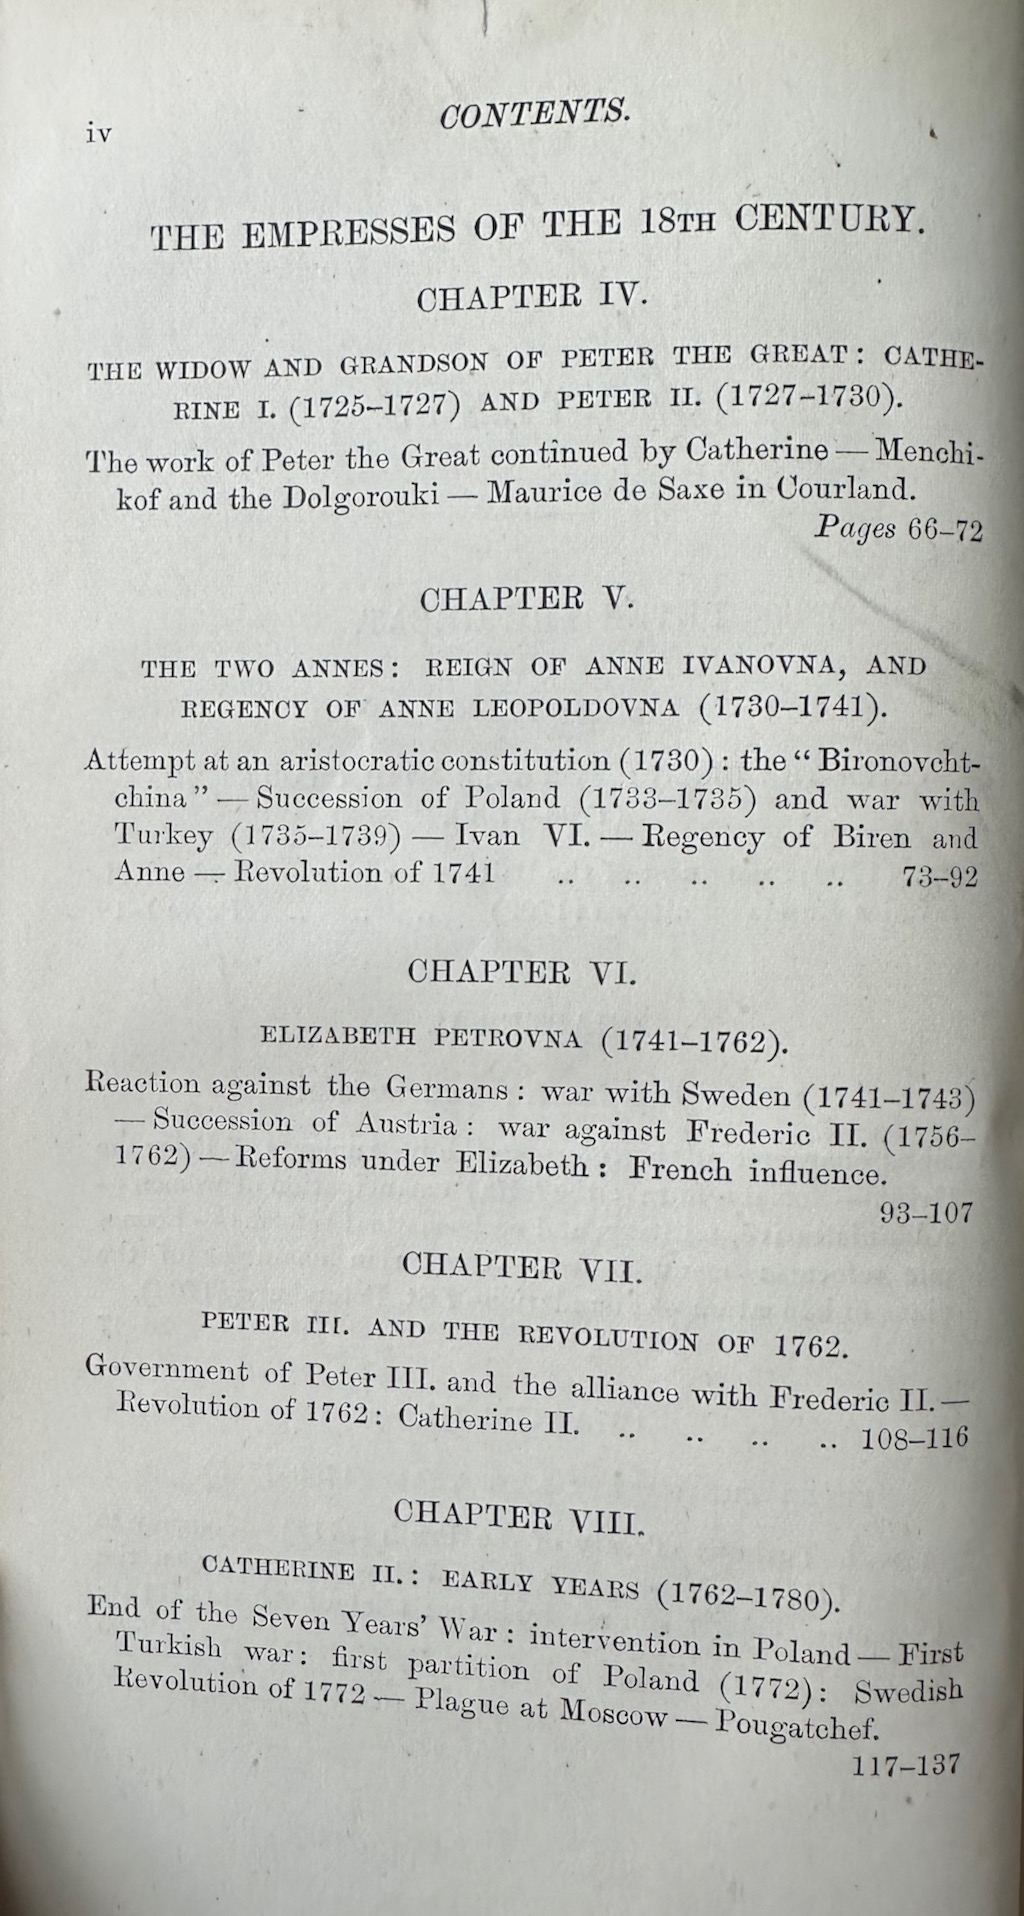 iv
CONTENTS.
THE EMPRESSES OF THE 18TH CENTURY.
CHAPTER IV.
THE WIDOW AND GRANDSON OF PETER THE GREAT: CATHE-
RINE I. (1725–1727) AND PETER II. (1727–1730).
The work of Peter the Great continued by Catherine — Menchi-
kof and the Dolgorouki — Maurice de Saxe in Courland.
Pages 66–72
CHAPTER V.
THE TWO ANNES: REIGN OF ANNE IVANOVNA, AND
REGENCY OF ANNE LEOPOLDOVNA (1730–1741).
Attempt at an aristocratic constitution (1730): the “Bironovcht-
china” — Succession of Poland (1733–1735) and war with
Turkey (1735–1739) — Ivan VI. — Regency of Biren and
Anne — Revolution of 1741 .. .. .. .. .. 73–92
CHAPTER VI.
ELIZABETH PETROVNA (1741–1762).
Reaction against the Germans: war with Sweden (1741–1743)
— Succession of Austria: war against Frederic II. (1756–
1762) — Reforms under Elizabeth: French influence.
93–107
CHAPTER VII.
PETER III. AND THE REVOLUTION OF 1762.
Government of Peter III. and the alliance with Frederic II. —
Revolution of 1762: Catherine II. .. .. .. .. 108–116
CHAPTER VIII.
CATHERINE II.: EARLY YEARS (1762–1780).
End of the Seven Years’ War: intervention in Poland — First
Turkish war: first partition of Poland (1772): Swedish
Revolution of 1772 — Plague at Moscow — Pougatchef.
117–137